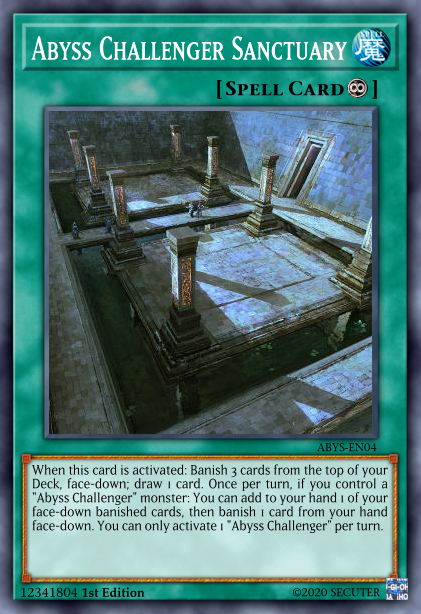 Abyss Challenger Sanctuary
魔
[Spell Card]
ABYS-EN04
When this card is activated: Banish 3 cards from the top of your
Deck, face-down; draw 1 card. Once per turn, if you control a
"Abyss Challenger" monster: You can add to your hand 1 of your
face-down banished cards, then banish 1 card from your hand
face-down. You can only activate 1 "Abyss Challenger" per turn.
12341804 1st Edition
©2020 SECUTER